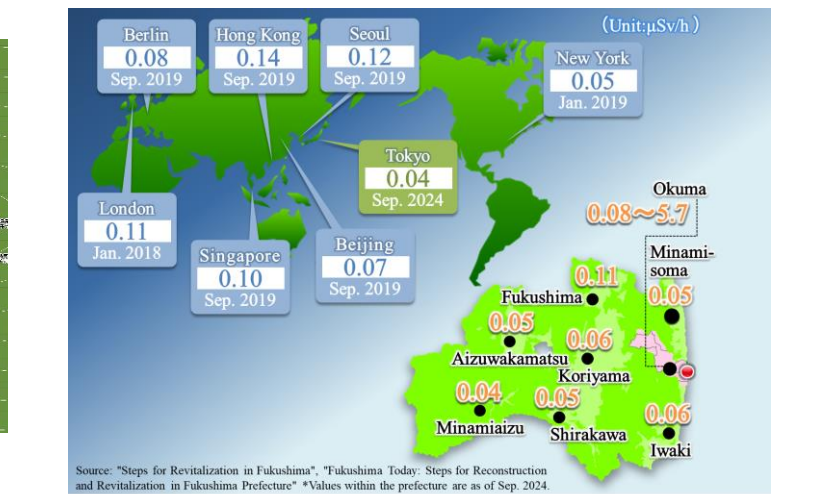 (Unit:μSv/h)
Berlin
0.08
Sep. 2019
Hong Kong
0.14
Sep. 2019
Seoul
0.12
Sep. 2019
New York
0.05
Jan. 2019
Tokyo
0.04
Sep. 2024
London
0.11
Jan. 2018
Singapore
0.10
Sep. 2019
Beijing
0.07
Sep. 2019
Okuma
0.08～5.7
Minami-
soma
0.05
0.11
Fukushima
0.05
Aizuwakamatsu
0.06
Koriyama
0.04
Minamiaizu
0.05
Shirakawa
0.06
Iwaki
Source: "Steps for Revitalization in Fukushima", "Fukushima Today: Steps for Reconstruction
and Revitalization in Fukushima Prefecture" *Values within the prefecture are as of Sep. 2024.